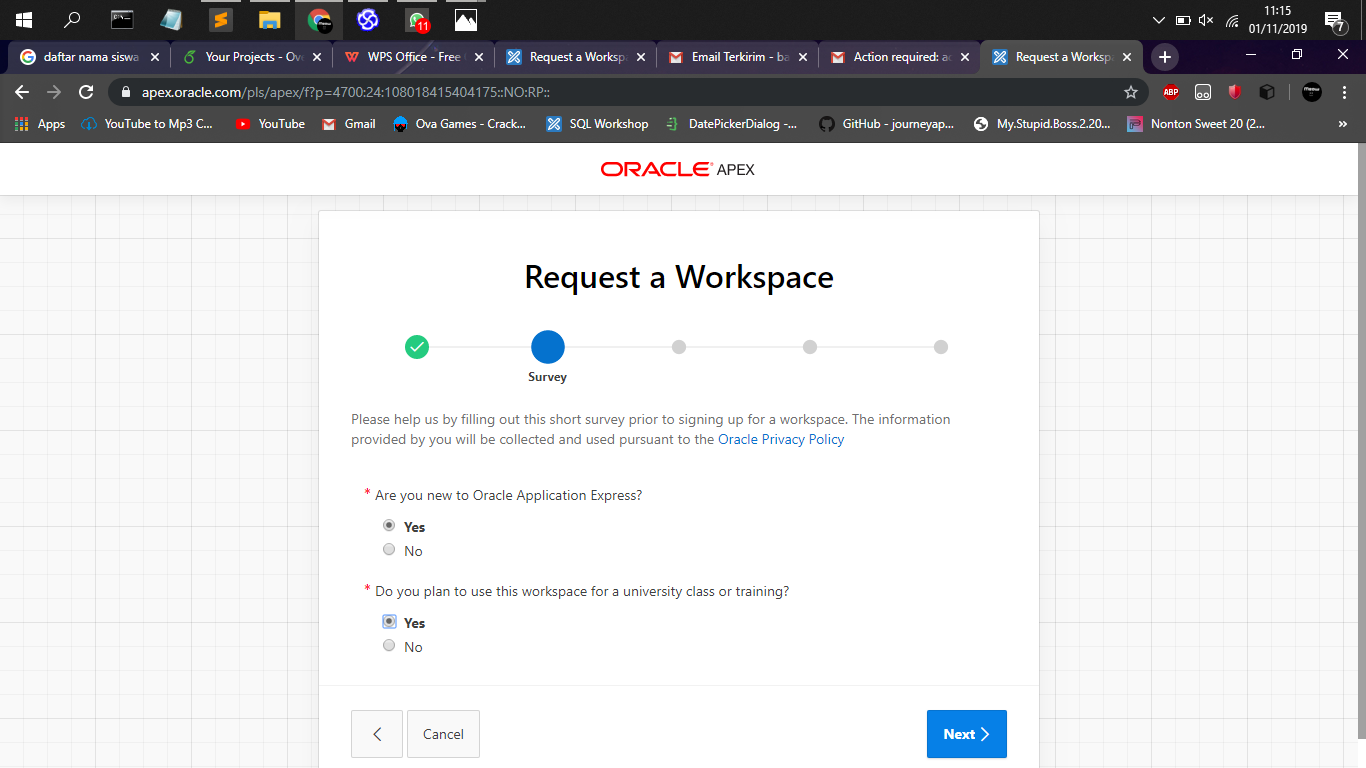 11
11:15
01/11/2019
7
daftar nama siswa
Your Projects - Ove
WPS Office - Free
Request a Workspa
Email Terkirim - ba
Action required: a
Request a Workspa
apex.oracle.com/pls/apex/f?p=4700:24:108018415404175::NO:RP::
ABP
Apps
YouTube to Mp3 C...
YouTube
Gmail
Ova Games - Crack...
SQL Workshop
DatePickerDialog -...
GitHub - journeyap...
My.Stupid.Boss.2.20...
Nonton Sweet 20 (2...
ORACLE APEX
Request a Workspace
Survey
Please help us by filling out this short survey prior to signing up for a workspace. The information
provided by you will be collected and used pursuant to the Oracle Privacy Policy
* Are you new to Oracle Application Express?
Yes
No
* Do you plan to use this workspace for a university class or training?
Yes
No
Cancel
Next